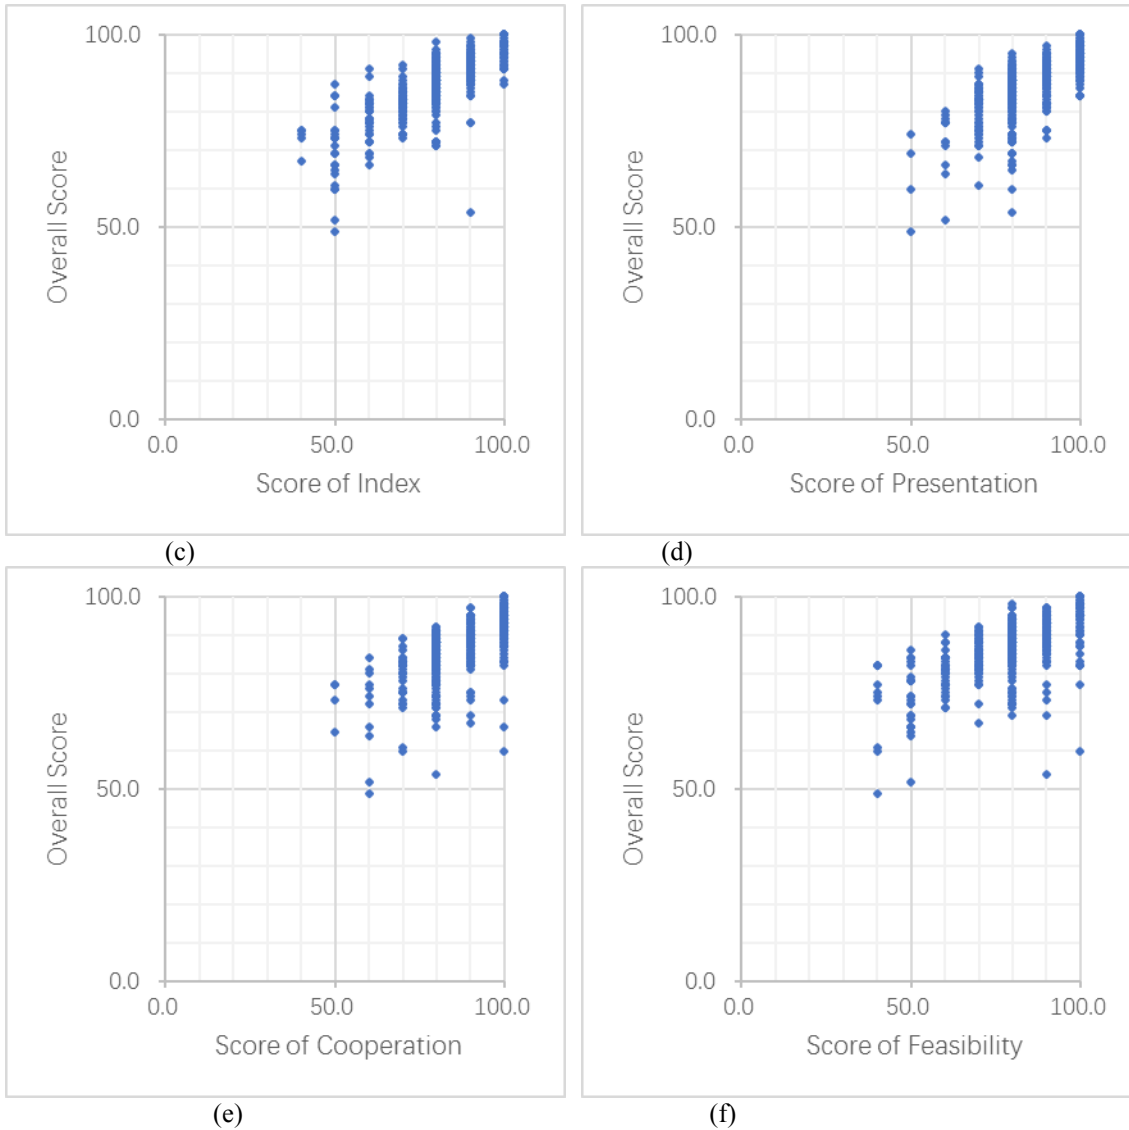 100.0
50.0
0.0
0.0 50.0 100.0
Overall Score
Score of Index
(c)
100.0
50.0
0.0
0.0 50.0 100.0
Overall Score
Score of Presentation
(d)
100.0
50.0
0.0
0.0 50.0 100.0
Overall Score
Score of Cooperation
(e)
100.0
50.0
0.0
0.0 50.0 100.0
Overall Score
Score of Feasibility
(f)